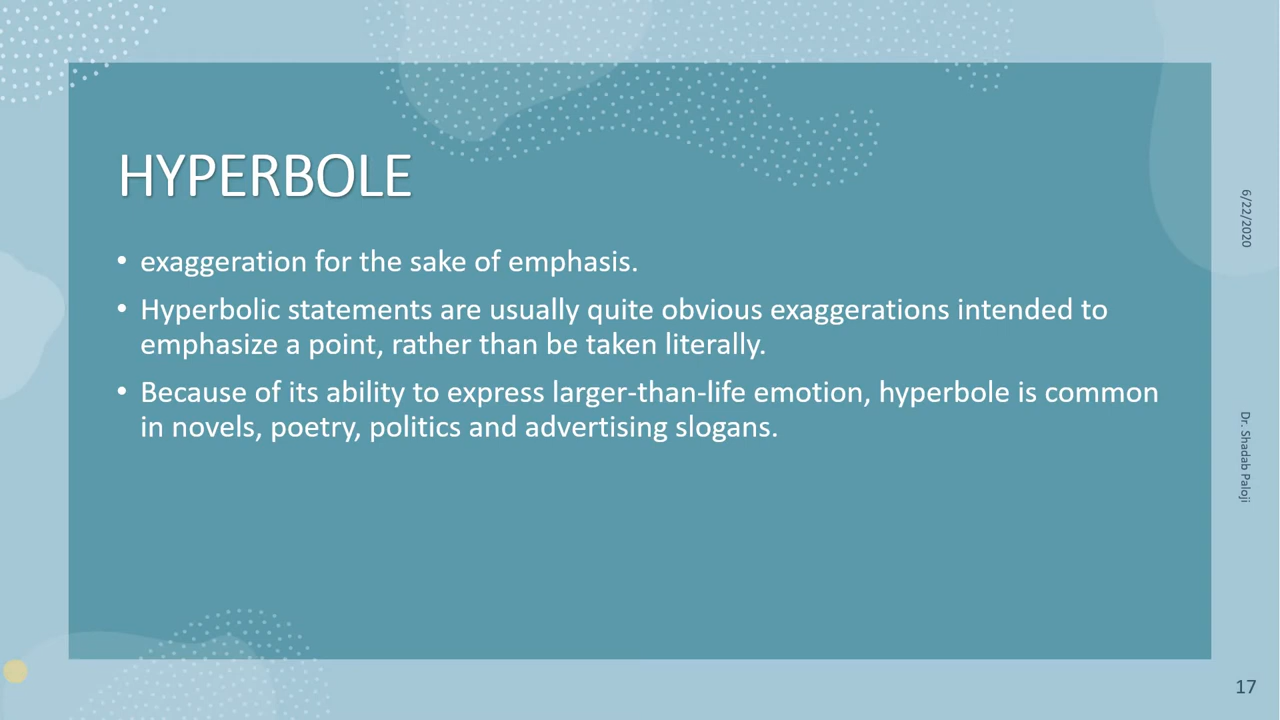 HYPERBOLE
• exaggeration for the sake of emphasis.
• Hyperbolic statements are usually quite obvious exaggerations intended to
emphasize a point, rather than be taken literally.
• Because of its ability to express larger-than-life emotion, hyperbole is common
in novels, poetry, politics and advertising slogans.
6/22/2020
Dr. Shadab Paloji
17